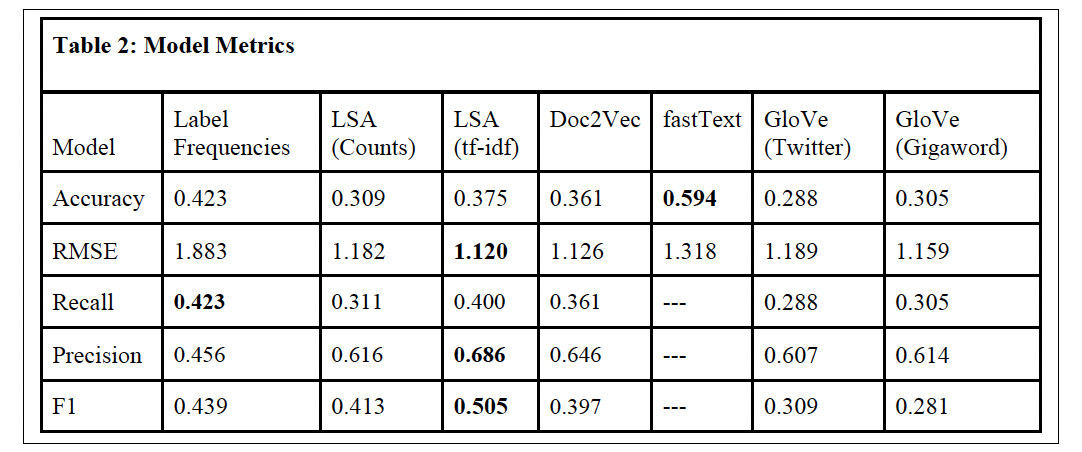 Table 2: Model Metrics
Model Label Frequencies LSA (Counts) LSA (tf-idf) Doc2Vec fastText GloVe (Twitter) GloVe (Gigaword)
Accuracy 0.423 0.309 0.375 0.361 0.594 0.288 0.305
RMSE 1.883 1.182 1.120 1.126 1.318 1.189 1.159
Recall 0.423 0.311 0.400 0.361 --- 0.288 0.305
Precision 0.456 0.616 0.686 0.646 --- 0.607 0.614
F1 0.439 0.413 0.505 0.397 --- 0.309 0.281